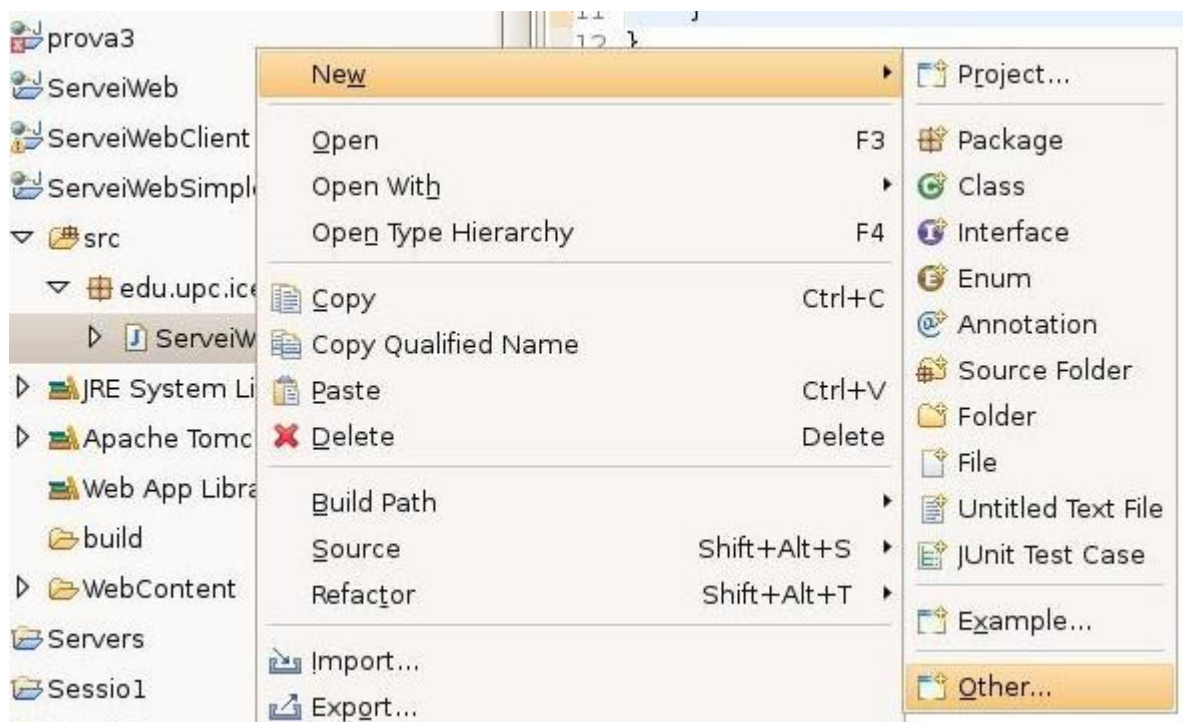 prova3
ServeiWeb
ServeiWebClient
ServeiWebSimpl
src
edu.upc.ice
ServeiW
JRE System Li
Apache Tomc
Web App Libra
build
WebContent
Servers
Sessio1
12 }
New
Open F3
Open With
Open Type Hierarchy F4
Copy Ctrl+C
Copy Qualified Name
Paste Ctrl+V
Delete Delete
Build Path
Source Shift+Alt+S
Refactor Shift+Alt+T
Import...
Export...
Project...
Package
Class
Interface
Enum
Annotation
Source Folder
Folder
File
Untitled Text File
JUnit Test Case
Example...
Other...